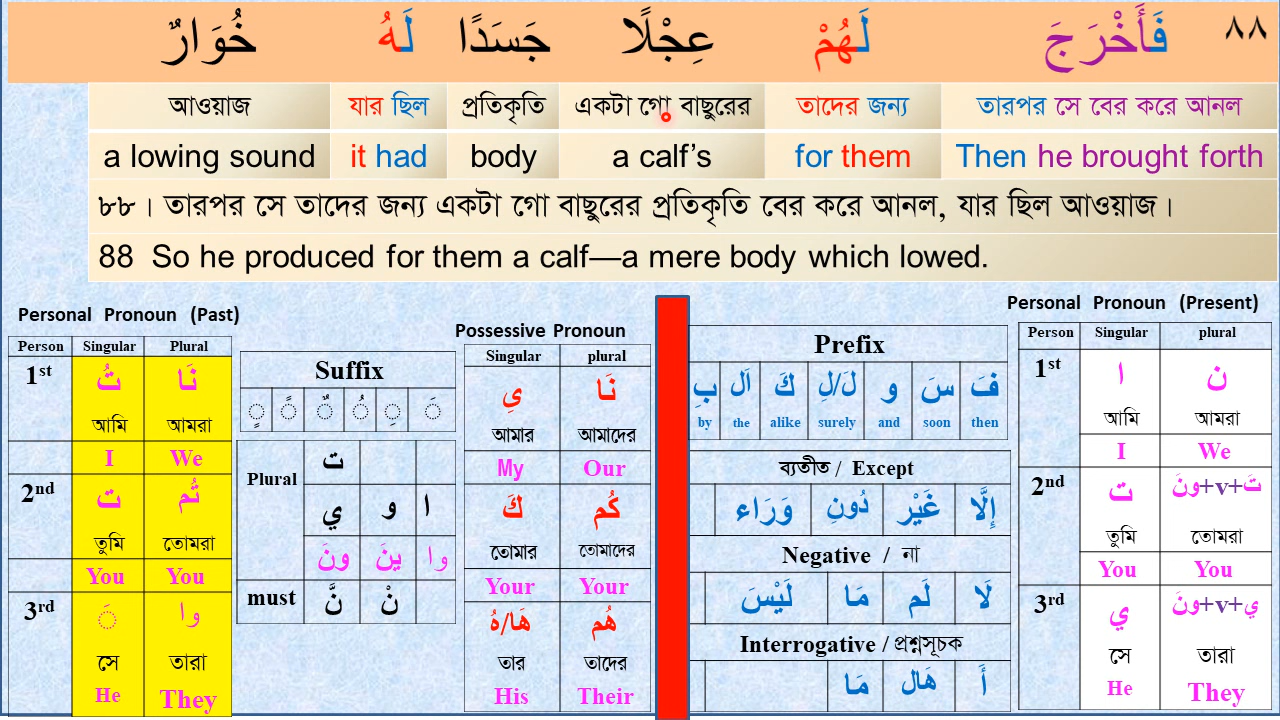 ٨٨ فَأَخْرَجَ لَهُمْ عِجْلًا جَسَدًا لَهُ خُوَارٌ
আওয়াজ যার ছিল প্রতিকৃতি একটা গো বাছুরের তাদের জন্য তারপর সে বের করে আনল
a lowing sound it had body a calf’s for them Then he brought forth
৮৮। তারপর সে তাদের জন্য একটা গো বাছুরের প্রতিকৃতি বের করে আনল, যার ছিল আওয়াজ।
88 So he produced for them a calf—a mere body which lowed.
Personal Pronoun (Past)
Person Singular Plural
1st تُ نَا
আমি আমরা
I We
2nd ت تُم
তুমি তোমরা
You You
3rd َ وا
সে তারা
He They
Suffix
ٍ ً ٌ ُ ِ َ
Plural ت
ي و ا
ونَ ينَ وا
must نَّ نْ
Possessive Pronoun
Singular plural
يِ نَا
আমার আমাদের
My Our
كَ كُم
তোমার তোমাদের
Your Your
هَا/هُ هُم
তার তাদের
His Their
Prefix
بِ اَل كَ لَ/لِ و سَ فَ
by the alike surely and soon then
ব্যতীত / Except
وَرَاء دُونِ غَيْر إِلَّا
Negative / না
لَيْسَ مَا لَم لَا
Interrogative / প্রশ্নসূচক
مَا هَال أَ
Personal Pronoun (Present)
Person Singular plural
1st ا ن
আমি আমরা
I We
2nd ت تَ+v+ونَ
তুমি তোমরা
You You
3rd ي ي+v+ونَ
সে তারা
He They